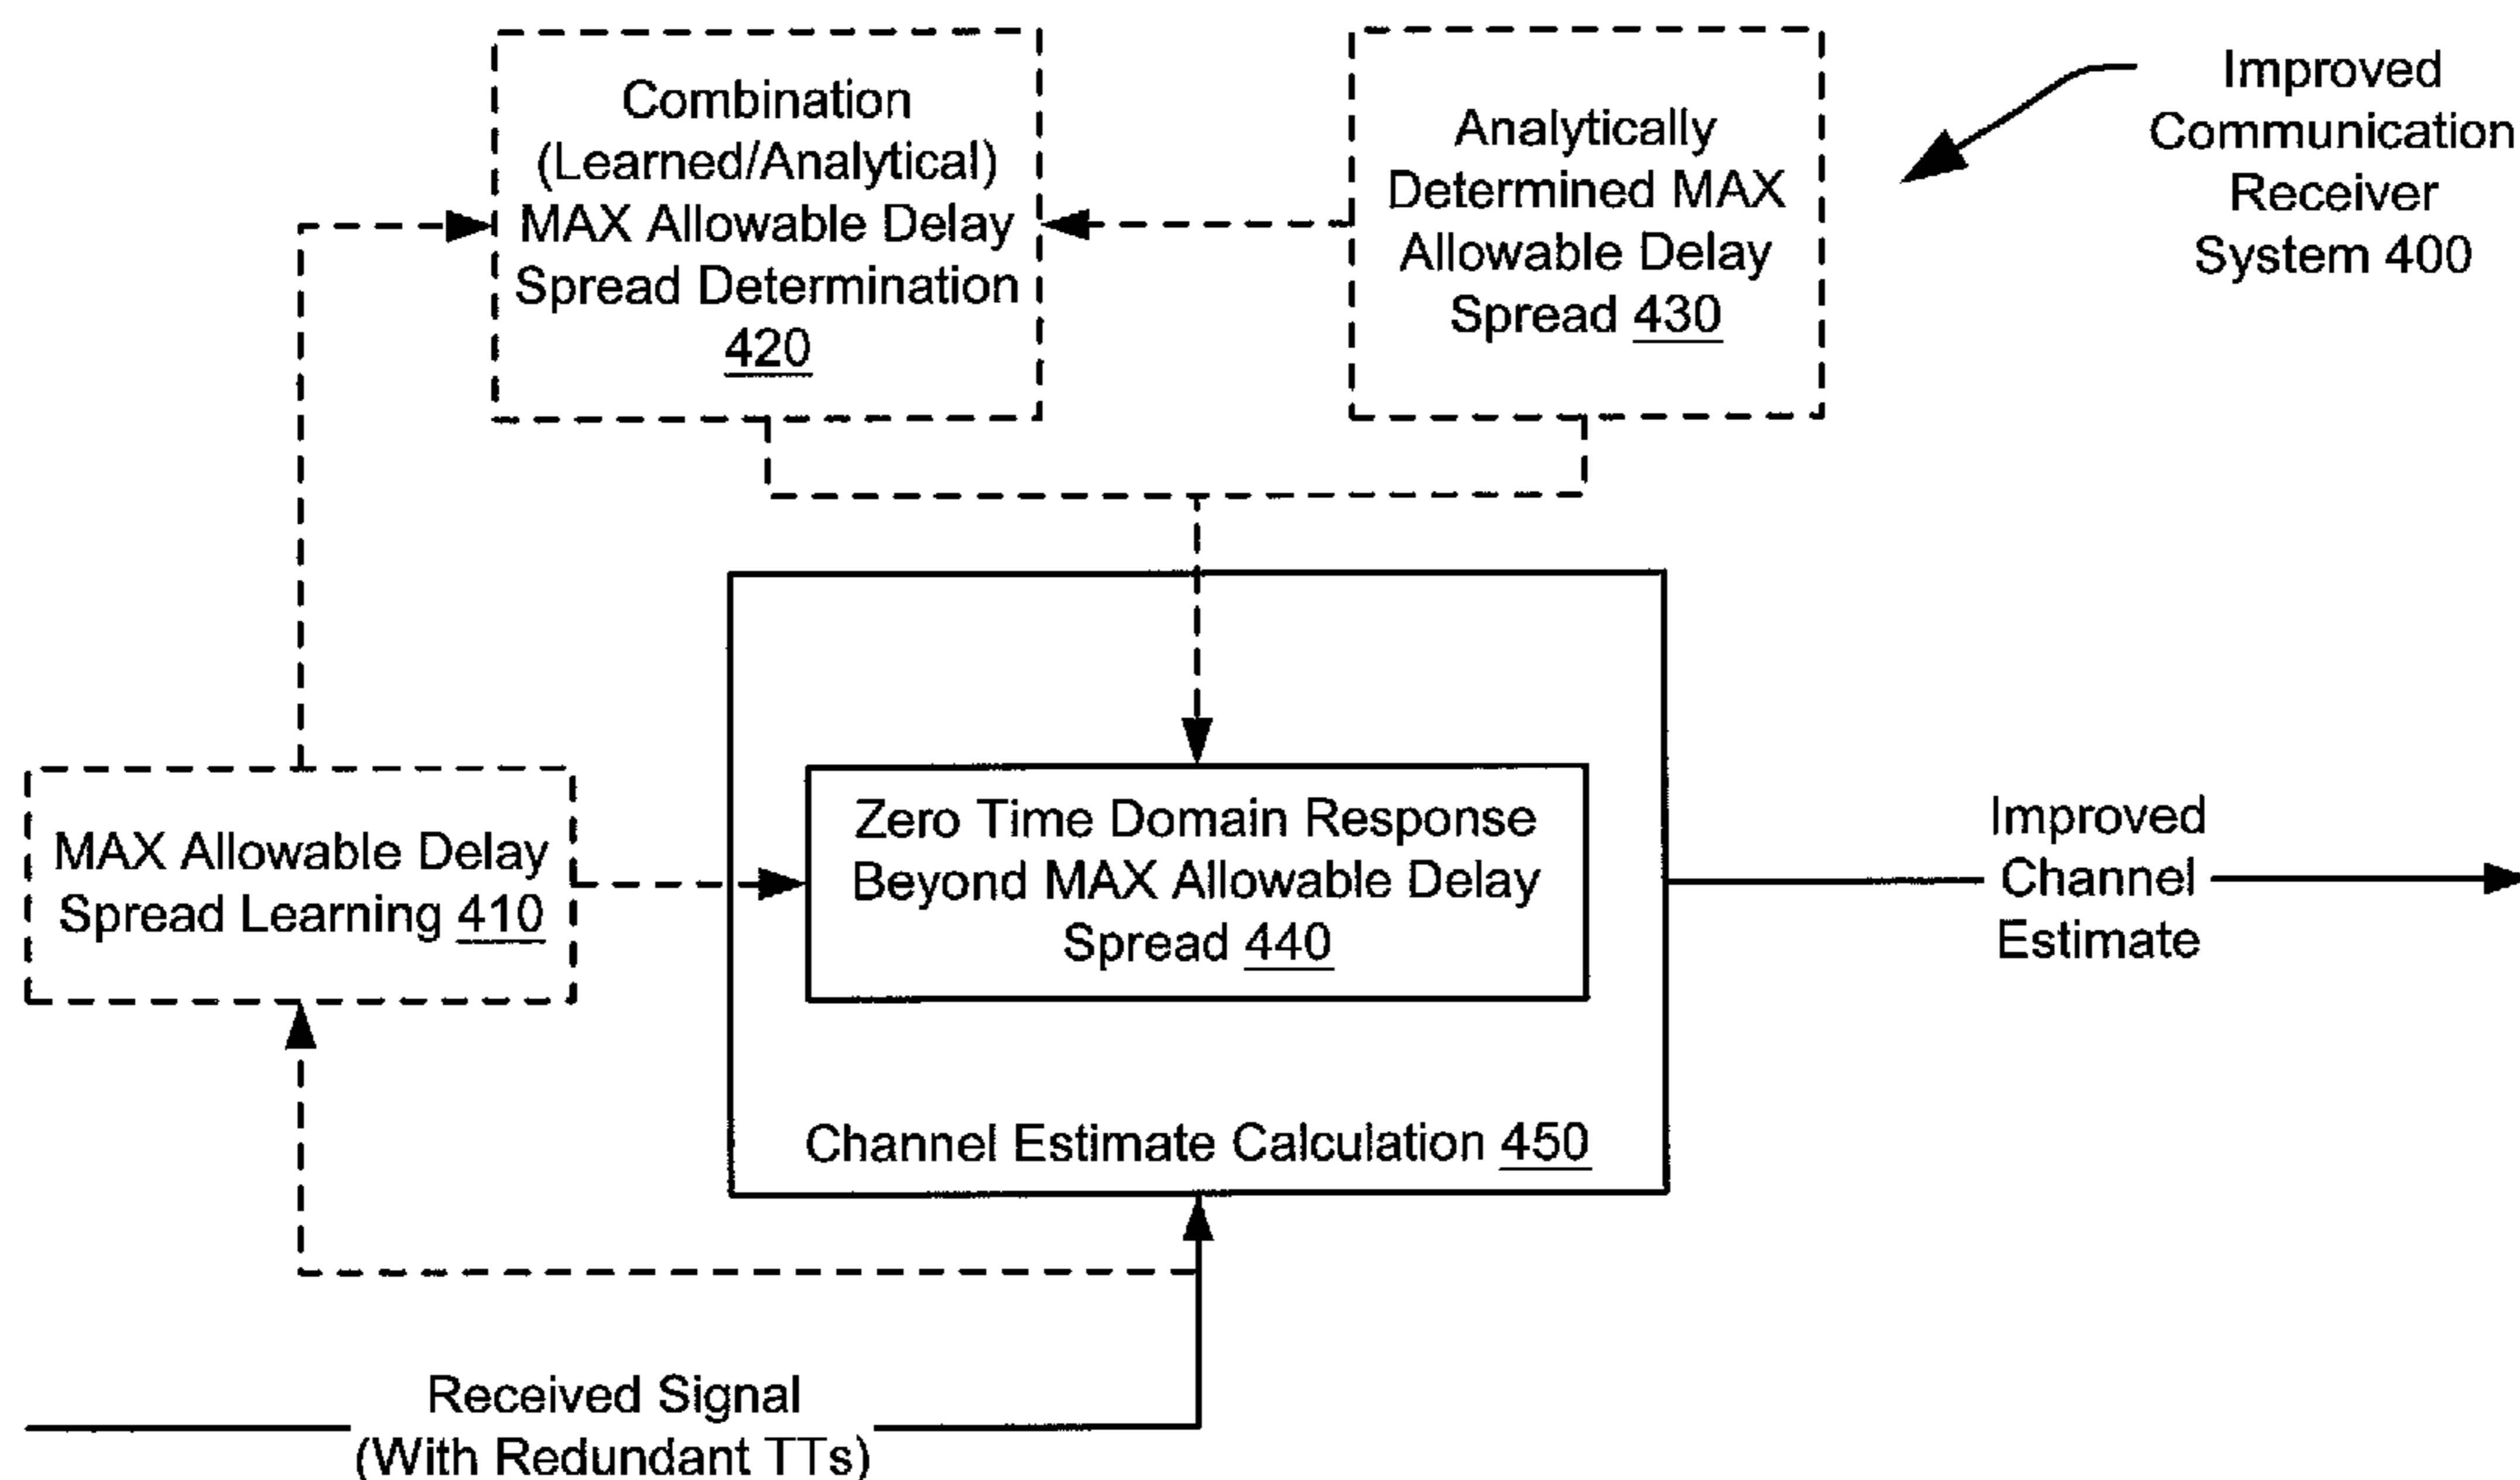 Combination
(Learned/Analytical)
MAX Allowable Delay
Spread Determination
420
Analytically
Determined MAX
Allowable Delay
Spread 430
Improved
Communication
Receiver
System 400
MAX Allowable Delay
Spread Learning 410
Zero Time Domain Response
Beyond MAX Allowable Delay
Spread 440
Channel Estimate Calculation 450
Improved
Channel
Estimate
Received Signal
(With Redundant TTs)